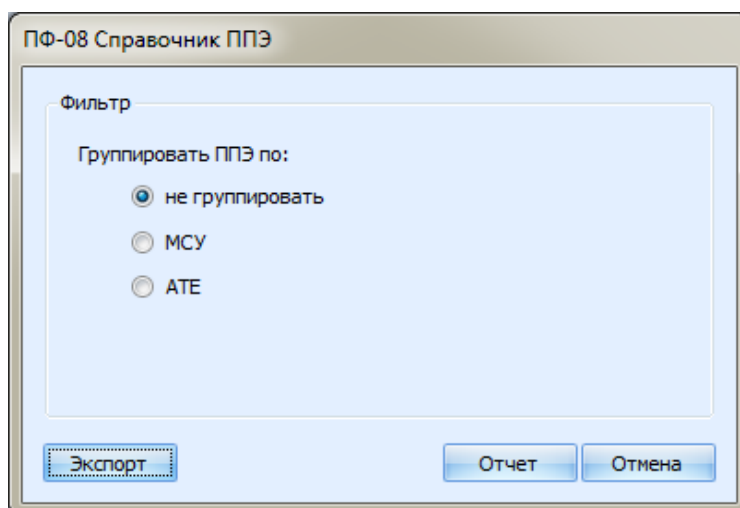 ПФ-08 Справочник ППЭ
Фильтр
Группировать ППЭ по:
не группировать
МСУ
АТЕ
Экспорт Отчет Отмена